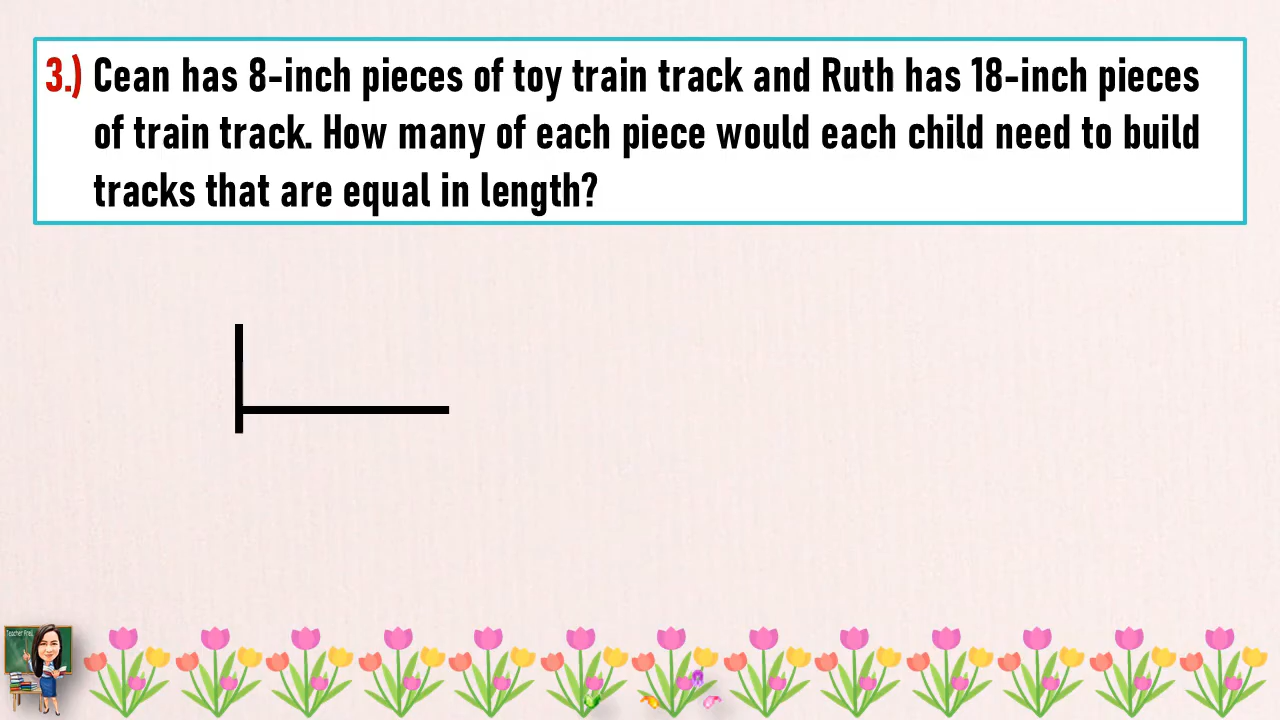 3.) Cean has 8-inch pieces of toy train track and Ruth has 18-inch pieces
of train track. How many of each piece would each child need to build
tracks that are equal in length?